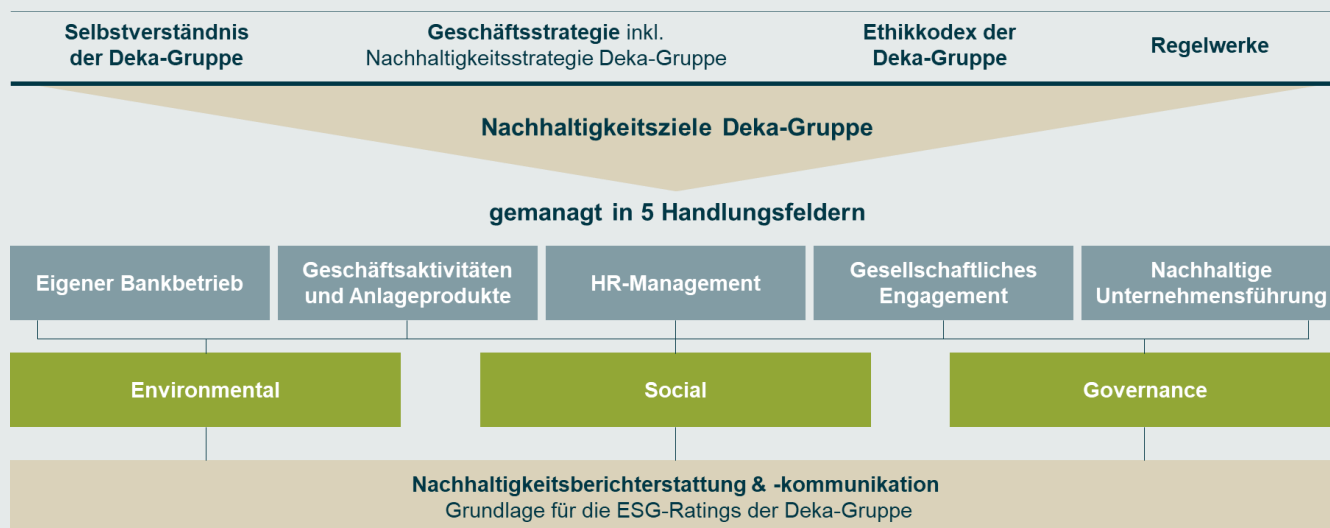 Selbstverständnis
der Deka-Gruppe
Geschäftsstrategie inkl.
Nachhaltigkeitsstrategie Deka-Gruppe
Ethikkodex der
Deka-Gruppe
Regelwerke
Nachhaltigkeitsziele Deka-Gruppe
gemanagt in 5 Handlungsfeldern
Eigener Bankbetrieb
Geschäftsaktivitäten
und Anlageprodukte
HR-Management
Gesellschaftliches
Engagement
Nachhaltige
Unternehmensführung
Environmental
Social
Governance
Nachhaltigkeitsberichterstattung & -kommunikation
Grundlage für die ESG-Ratings der Deka-Gruppe